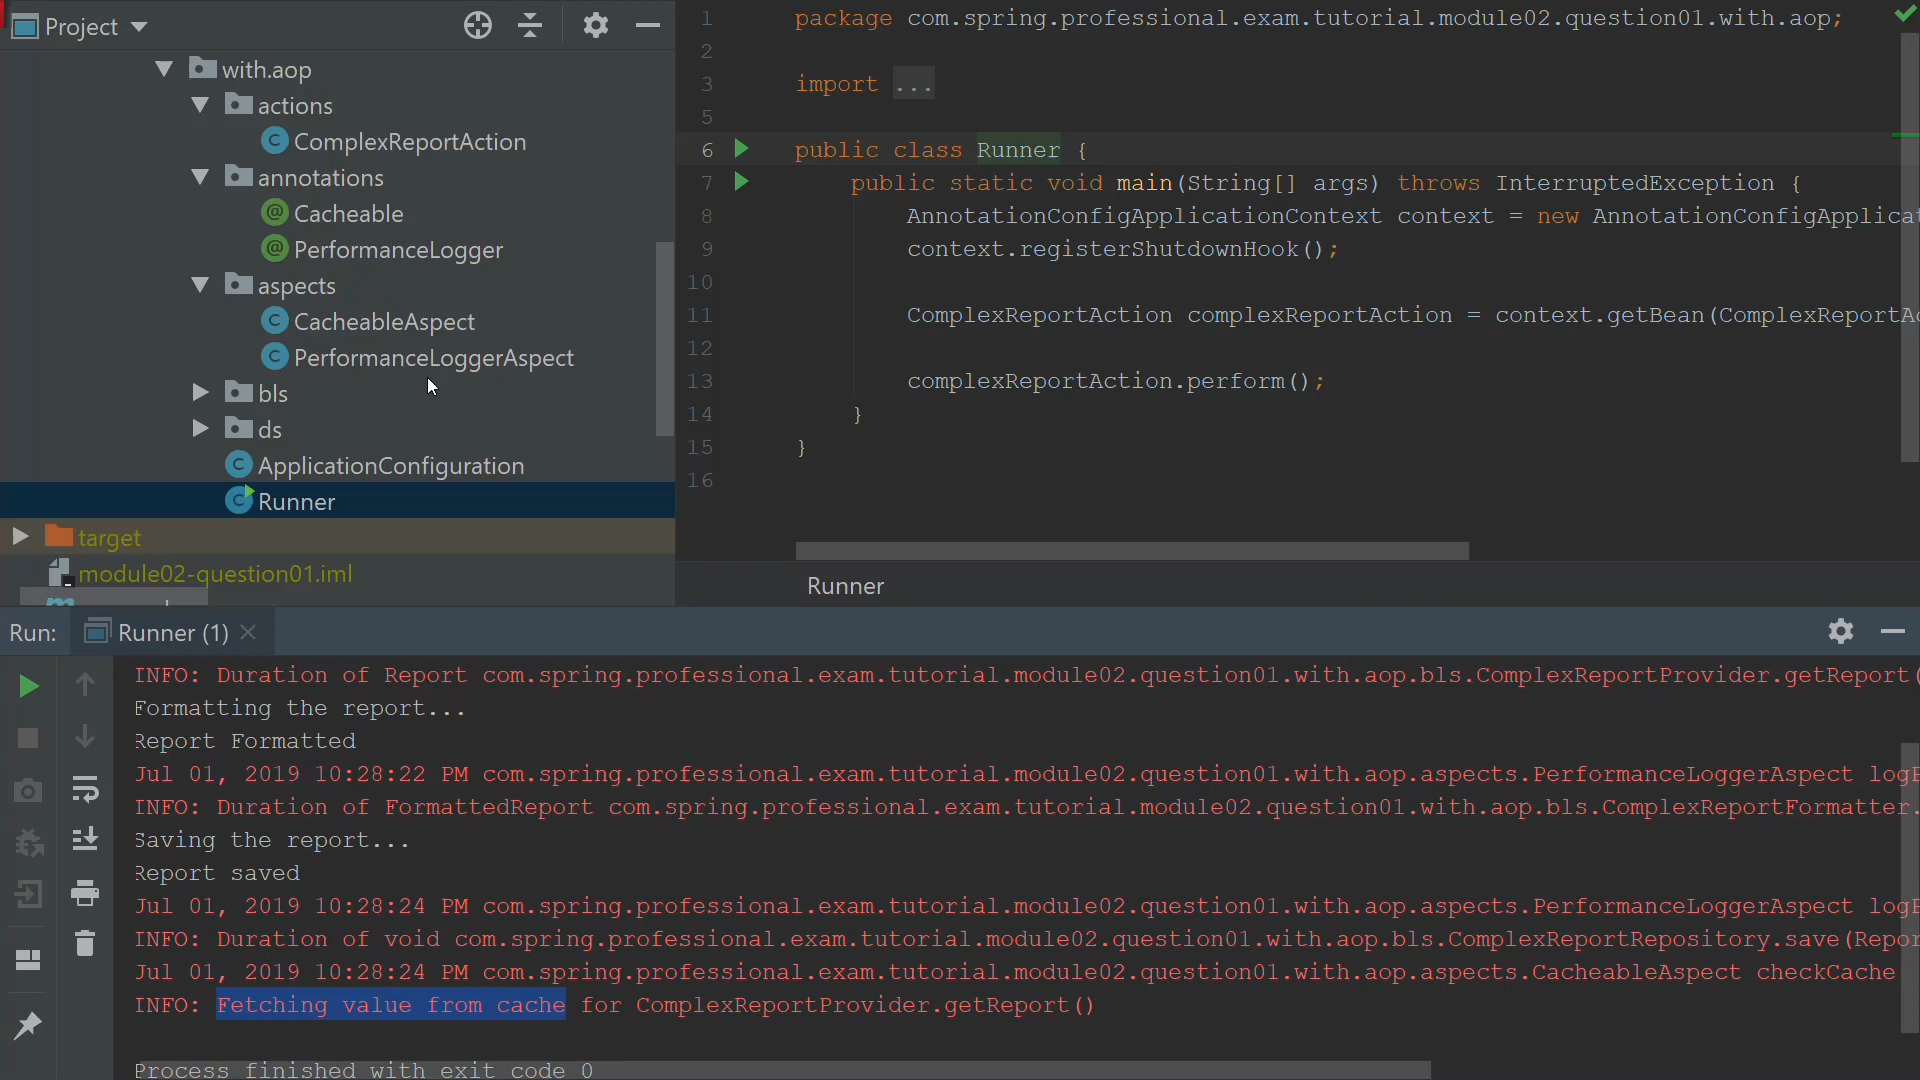 Project
with.aop
actions
ComplexReportAction
annotations
Cacheable
PerformanceLogger
aspects
CacheableAspect
PerformanceLoggerAspect
bls
ds
ApplicationConfiguration
Runner
target
module02-question01.iml
1 package com.spring.professional.exam.tutorial.module02.question01.with.aop;
2
3 import ...
5
6 public class Runner {
7 public static void main(String[] args) throws InterruptedException {
8 AnnotationConfigApplicationContext context = new AnnotationConfigApplicat
9 context.registerShutdownHook();
10
11 ComplexReportAction complexReportAction = context.getBean(ComplexReportAc
12
13 complexReportAction.perform();
14 }
15 }
16
Runner
Run: Runner (1)
INFO: Duration of Report com.spring.professional.exam.tutorial.module02.question01.with.aop.bls.ComplexReportProvider.getReport(
Formatting the report...
Report Formatted
Jul 01, 2019 10:28:22 PM com.spring.professional.exam.tutorial.module02.question01.with.aop.aspects.PerformanceLoggerAspect logP
INFO: Duration of FormattedReport com.spring.professional.exam.tutorial.module02.question01.with.aop.bls.ComplexReportFormatter.
Saving the report...
Report saved
Jul 01, 2019 10:28:24 PM com.spring.professional.exam.tutorial.module02.question01.with.aop.aspects.PerformanceLoggerAspect logP
INFO: Duration of void com.spring.professional.exam.tutorial.module02.question01.with.aop.bls.ComplexReportRepository.save(Repor
Jul 01, 2019 10:28:24 PM com.spring.professional.exam.tutorial.module02.question01.with.aop.aspects.CacheableAspect checkCache
INFO: Fetching value from cache for ComplexReportProvider.getReport()
Process finished with exit code 0